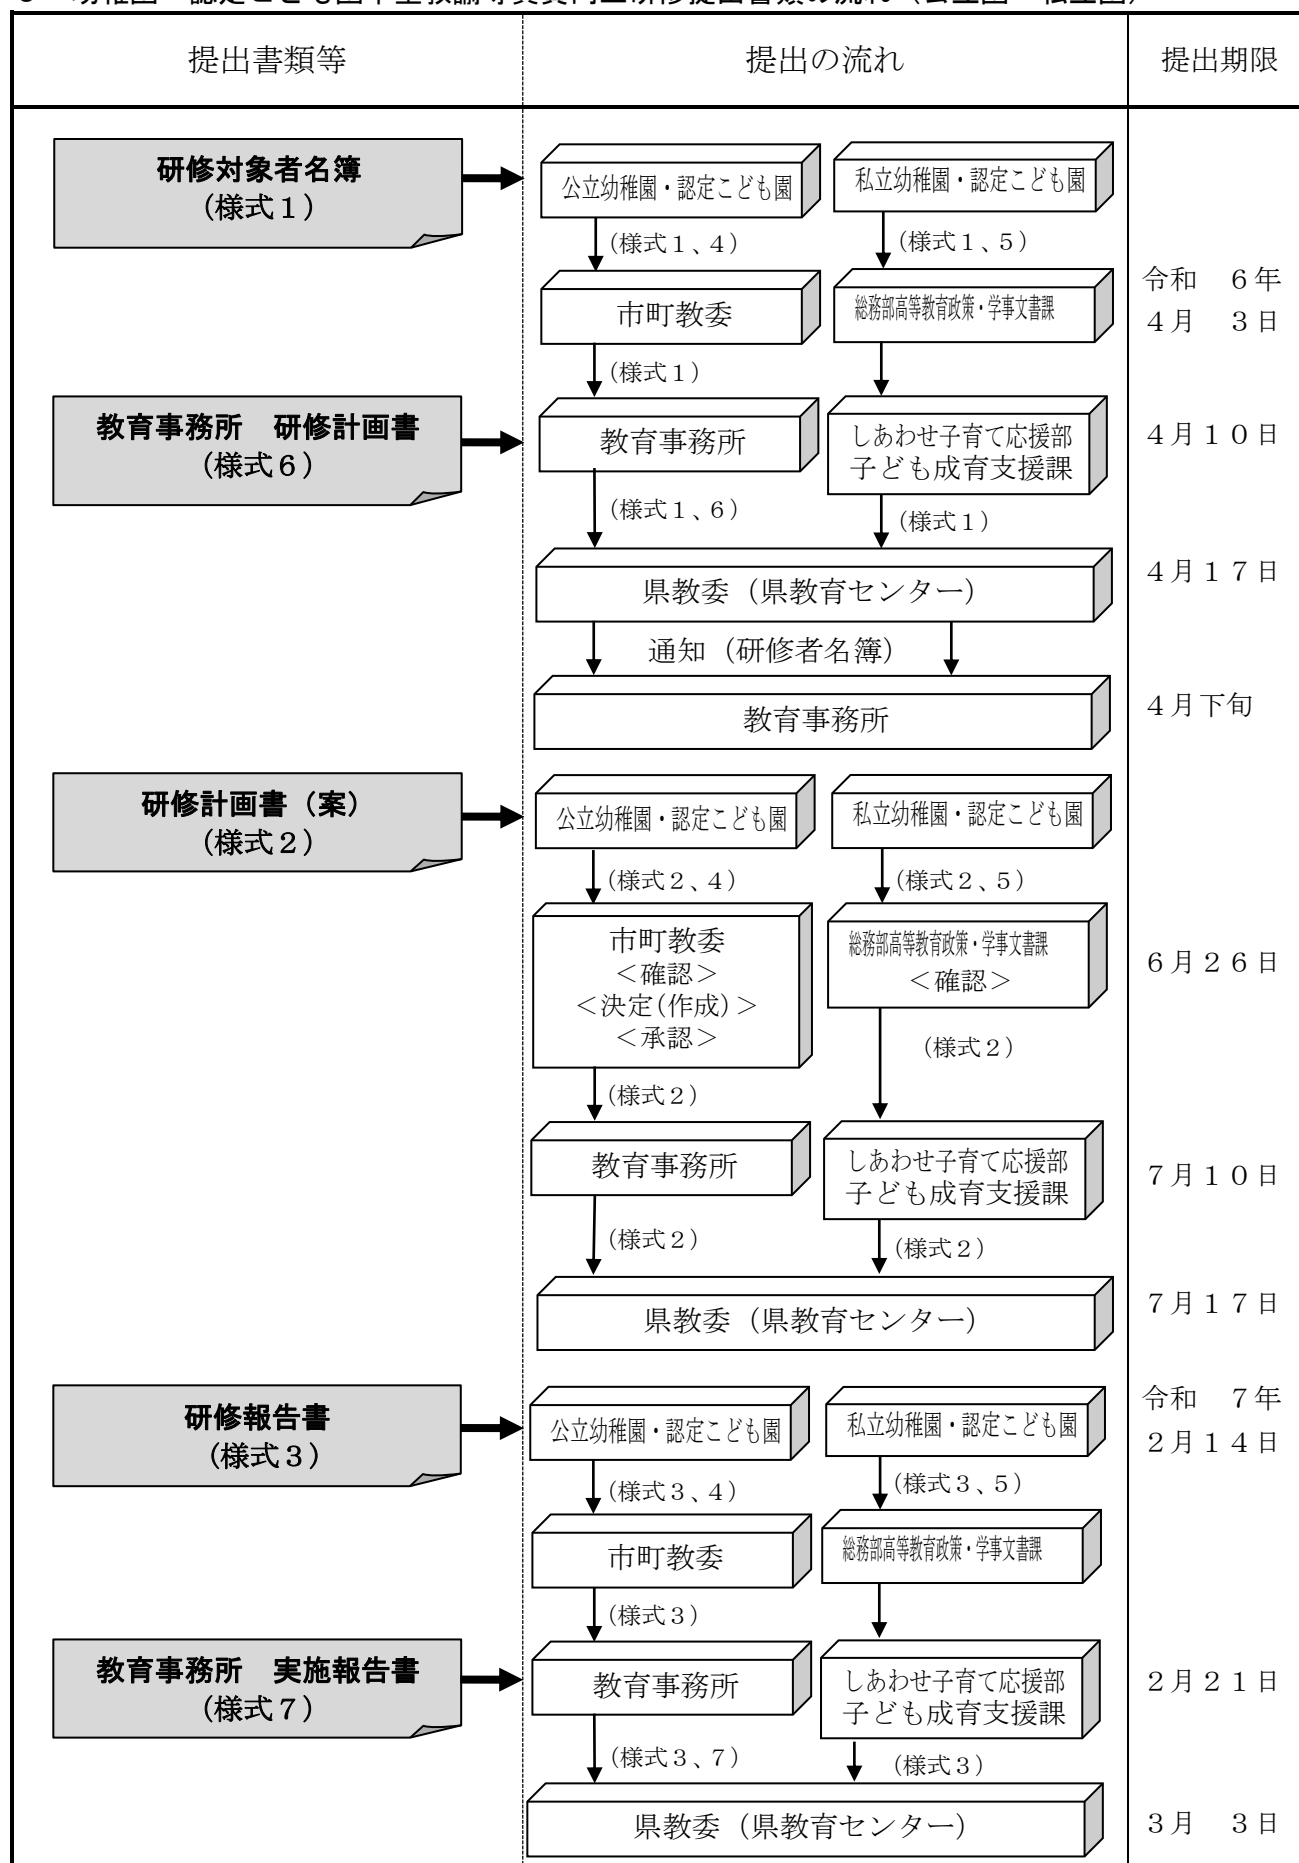 提出書類等
提出の流れ
提出期限
研修対象者名簿
(様式１)
公立幼稚園・認定こども園
私立幼稚園・認定こども園
(様式１、４)
(様式１、５)
市町教委
総務部高等教育政策・学事文書課
令和　６年
４月　３日
(様式１)
教育事務所　研修計画書
(様式６)
教育事務所
しあわせ子育て応援部
子ども成育支援課
４月１０日
(様式１、６)
(様式１)
県教委（県教育センター）
４月１７日
通知（研修者名簿）
教育事務所
４月下旬
研修計画書（案）
(様式２)
公立幼稚園・認定こども園
私立幼稚園・認定こども園
(様式２、４)
(様式２、５)
市町教委
＜確認＞
＜決定(作成)＞
＜承認＞
総務部高等教育政策・学事文書課
＜確認＞
６月２６日
(様式２)
(様式２)
教育事務所
しあわせ子育て応援部
子ども成育支援課
７月１０日
(様式２)
(様式２)
県教委（県教育センター）
７月１７日
研修報告書
(様式３)
公立幼稚園・認定こども園
私立幼稚園・認定こども園
令和　７年
２月１４日
(様式３、４)
(様式３、５)
市町教委
総務部高等教育政策・学事文書課
(様式３)
教育事務所　実施報告書
(様式７)
教育事務所
しあわせ子育て応援部
子ども成育支援課
２月２１日
(様式３、７)
(様式３)
県教委（県教育センター）
３月　３日